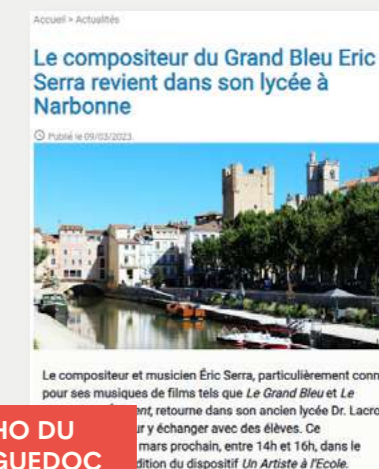 Accueil > Actualités
Le compositeur du Grand Bleu Eric
Serra revient dans son lycée à
Narbonne
Publié le 09/03/2023
Le compositeur et musicien Éric Serra, particulièrement conn
pour ses musiques de films tels que Le Grand Bleu et Le
ent, retourne dans son ancien lycée Dr. Lacro
ur y échanger avec des élèves. Ce
mars prochain, entre 14h et 16h, dans le
dition du dispositif Un Artiste à l'Ecole.
HO DU
GUEDOC